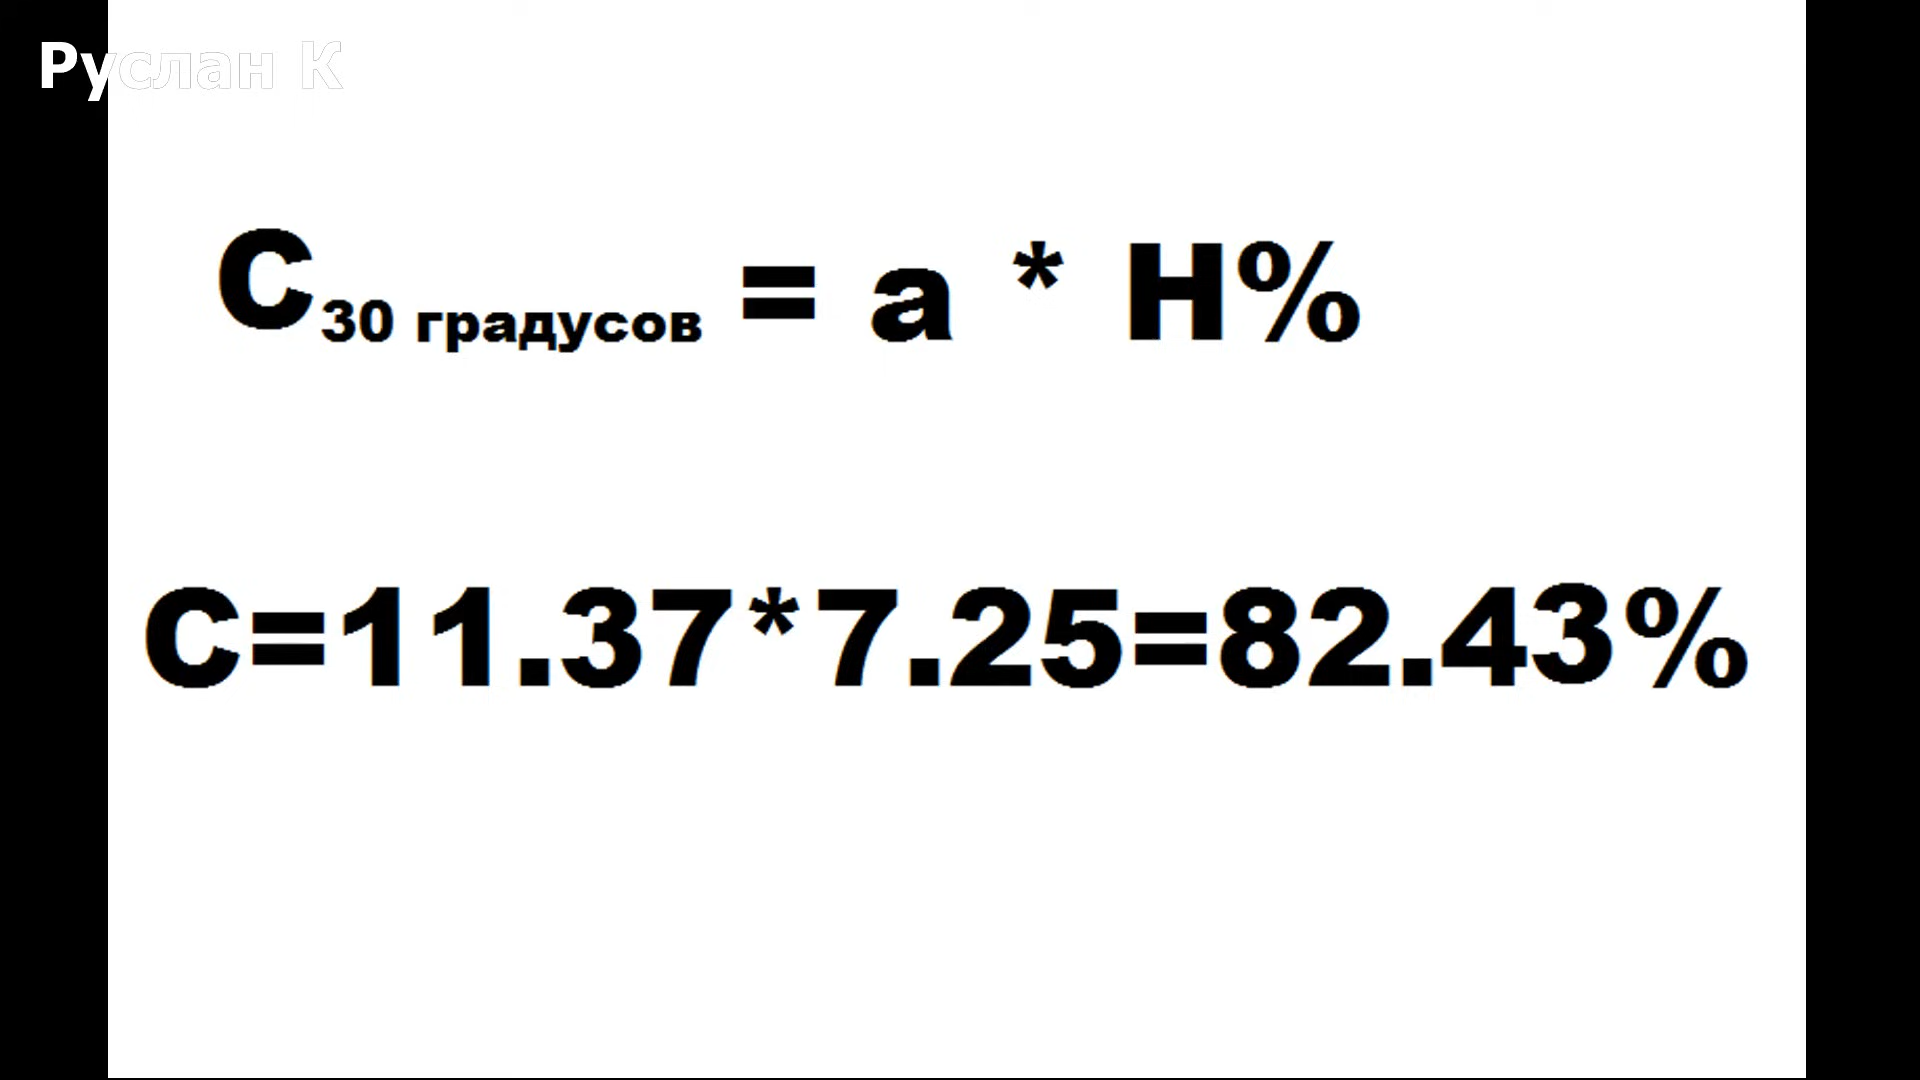 Руслан К
C30 градусов = a * H%
C=11.37*7.25=82.43%